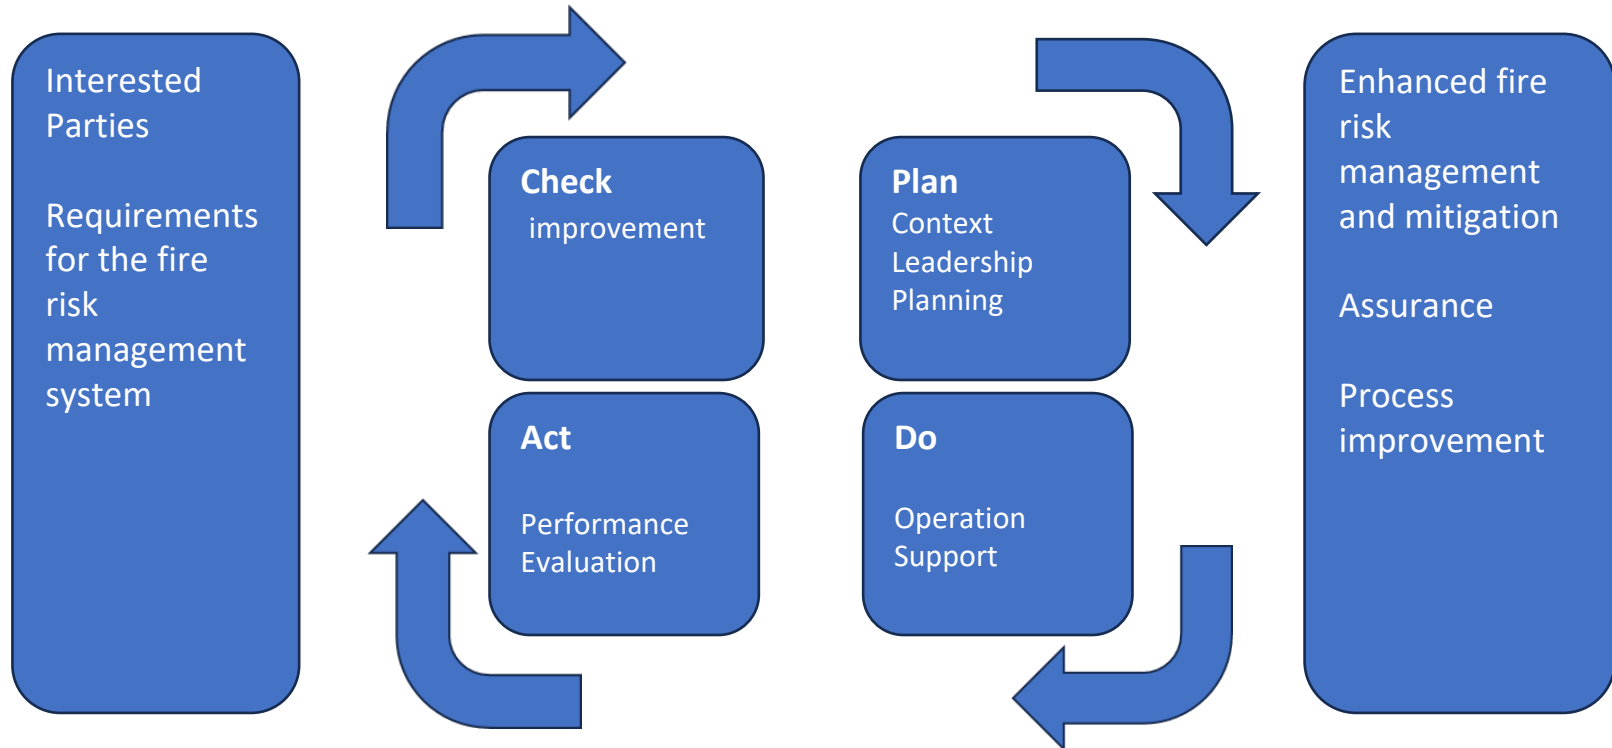 Interested
Parties
Requirements
for the fire
risk
management
system
Check
improvement
Plan
Context
Leadership
Planning
Act
Performance
Evaluation
Do
Operation
Support
Enhanced fire
risk
management
and mitigation
Assurance
Process
improvement